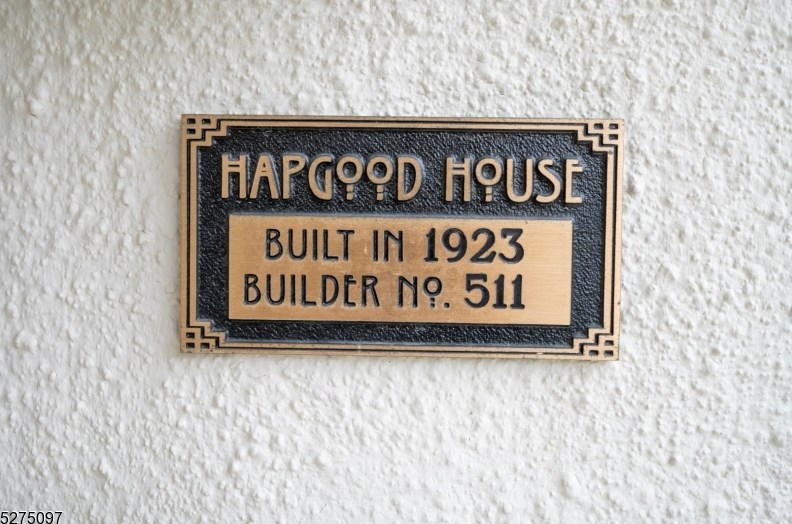 HAPGOOD HOUSE
BUILT IN 1923
BUILDER NO. 511
5275097